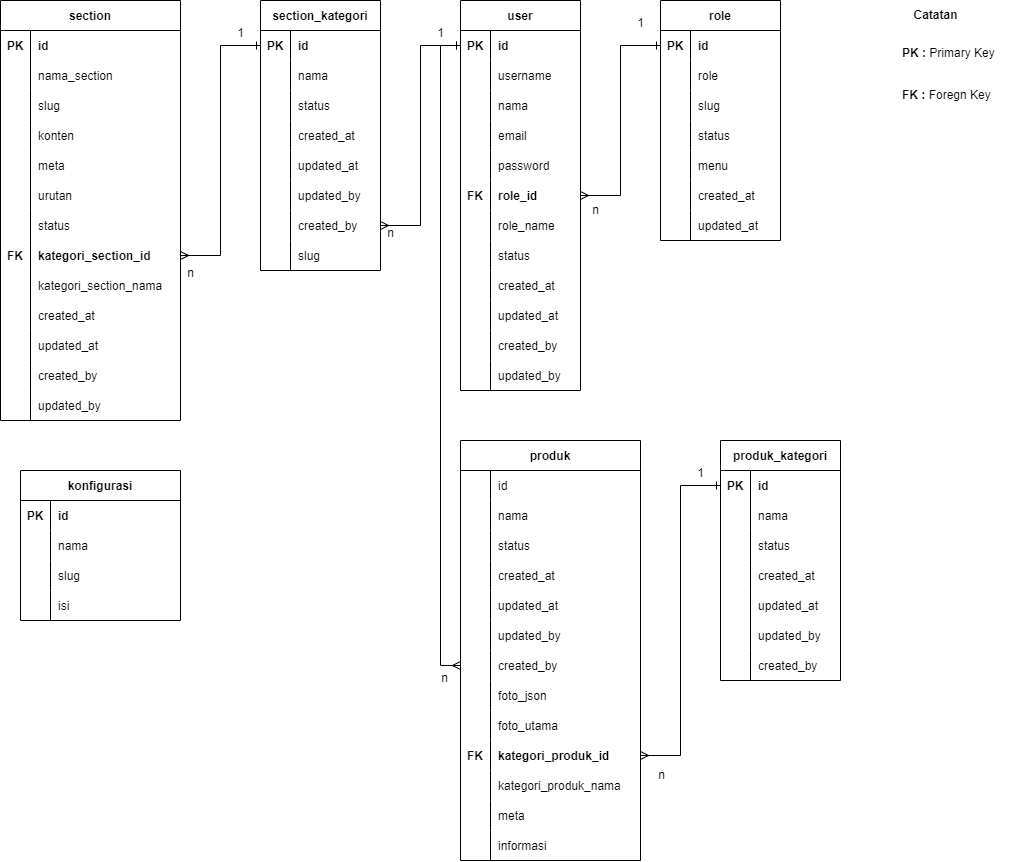 section
PK id
nama_section
slug
konten
meta
urutan
status
FK kategori_section_id
kategori_section_nama
created_at
updated_at
created_by
updated_by
1
n
section_kategori
PK id
nama
status
created_at
updated_at
updated_by
created_by
slug
1
n
user
PK id
username
nama
email
password
FK role_id
role_name
status
created_at
updated_at
created_by
updated_by
1
n
role
PK id
role
slug
status
menu
created_at
updated_at
Catatan
PK : Primary Key
FK : Foregn Key
konfigurasi
PK id
nama
slug
isi
n
produk
id
nama
status
created_at
updated_at
updated_by
created_by
foto_json
foto_utama
FK kategori_produk_id
kategori_produk_nama
meta
informasi
1
n
produk_kategori
PK id
nama
status
created_at
updated_at
updated_by
created_by